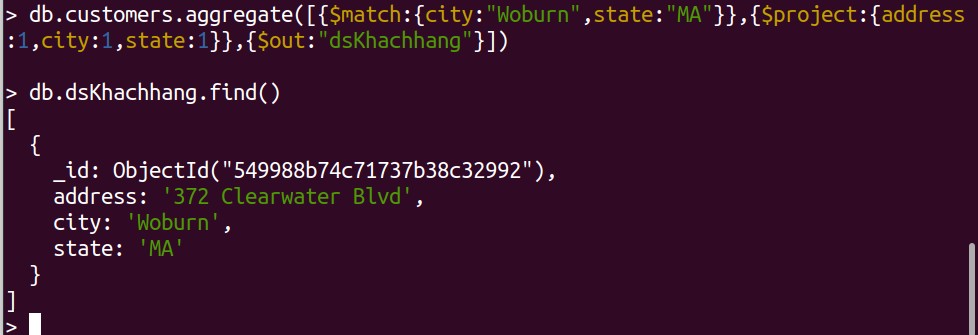 > db.customers.aggregate([{$match:{city:"Woburn",state:"MA"}},{$project:{address
:1,city:1,state:1}},{$out:"dsKhachhang"}])
> db.dsKhachhang.find()
[
{
_id: ObjectId("549988b74c71737b38c32992"),
address: '372 Clearwater Blvd',
city: 'Woburn',
state: 'MA'
}
]
>